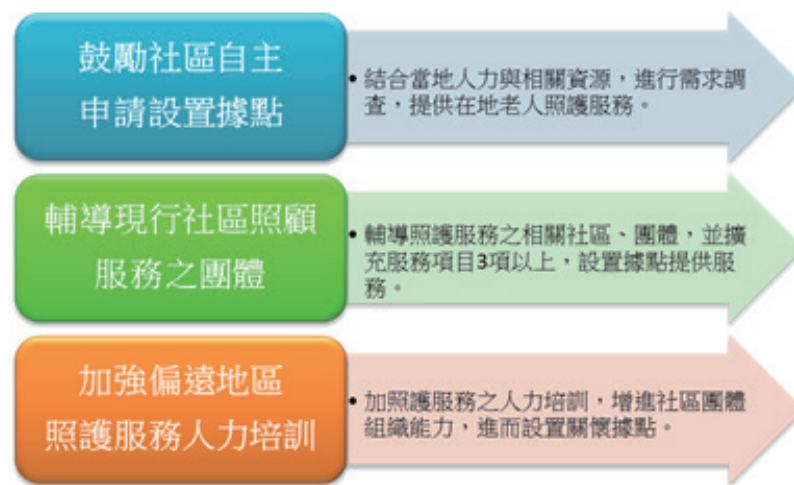 鼓勵社區自主
申請設置據點
• 結合當地人力與相關資源，進行需求調
查，提供在地老人照護服務。
輔導現行社區照顧
服務之團體
• 輔導照護服務之相關社區、團體，並擴
充服務項目3項以上，設置據點提供服
務。
加強偏遠地區
照護服務人力培訓
• 加照護服務之人力培訓，增進社區團體
組織能力，進而設置關懷據點。